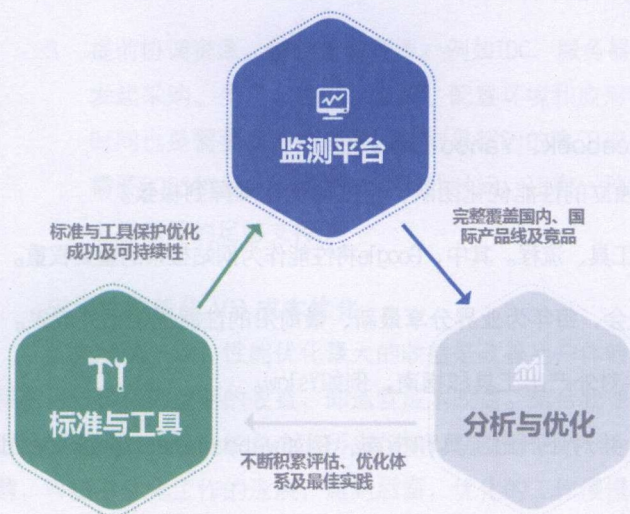 监测平台
标准与工具保护优化
成功及可持续性
完整覆盖国内、国
际产品线及竞品
标准与工具
分析与优化
不断积累评估、优化体
系及最佳实践